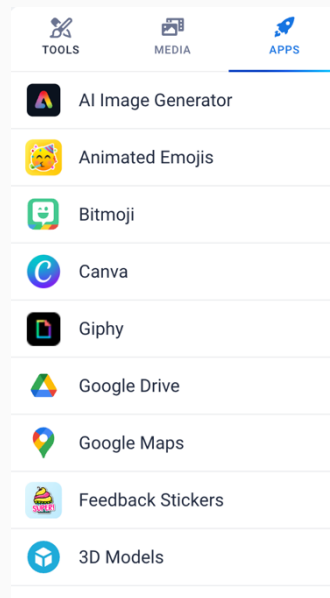 TOOLS MEDIA APPS
AI Image Generator
Animated Emojis
Bitmoji
Canva
Giphy
Google Drive
Google Maps
SUPER!
Feedback Stickers
3D Models